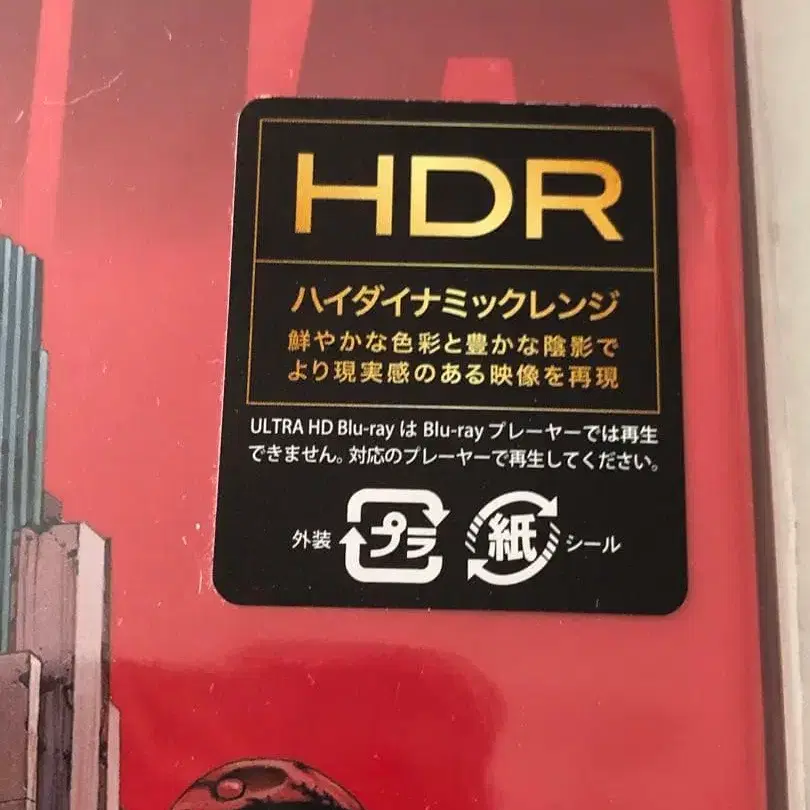 HDR
ハイダイナミックレンジ
鮮やかな色彩と豊かな陰影で
より現実感のある映像を再現
ULTRA HD Blu-ray は Blu-ray プレーヤーでは再生
できません。対応のプレーヤーで再生してください。
外装 プラ 紙 シール